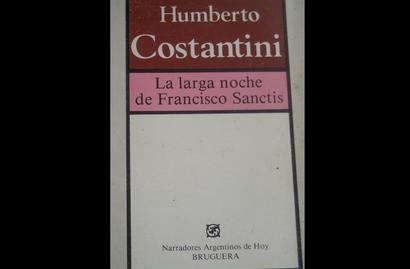 Humberto
Costantini
La larga noche
de Francisco Sanctis
Narradores Argentinos de Hoy
BRUGUERA